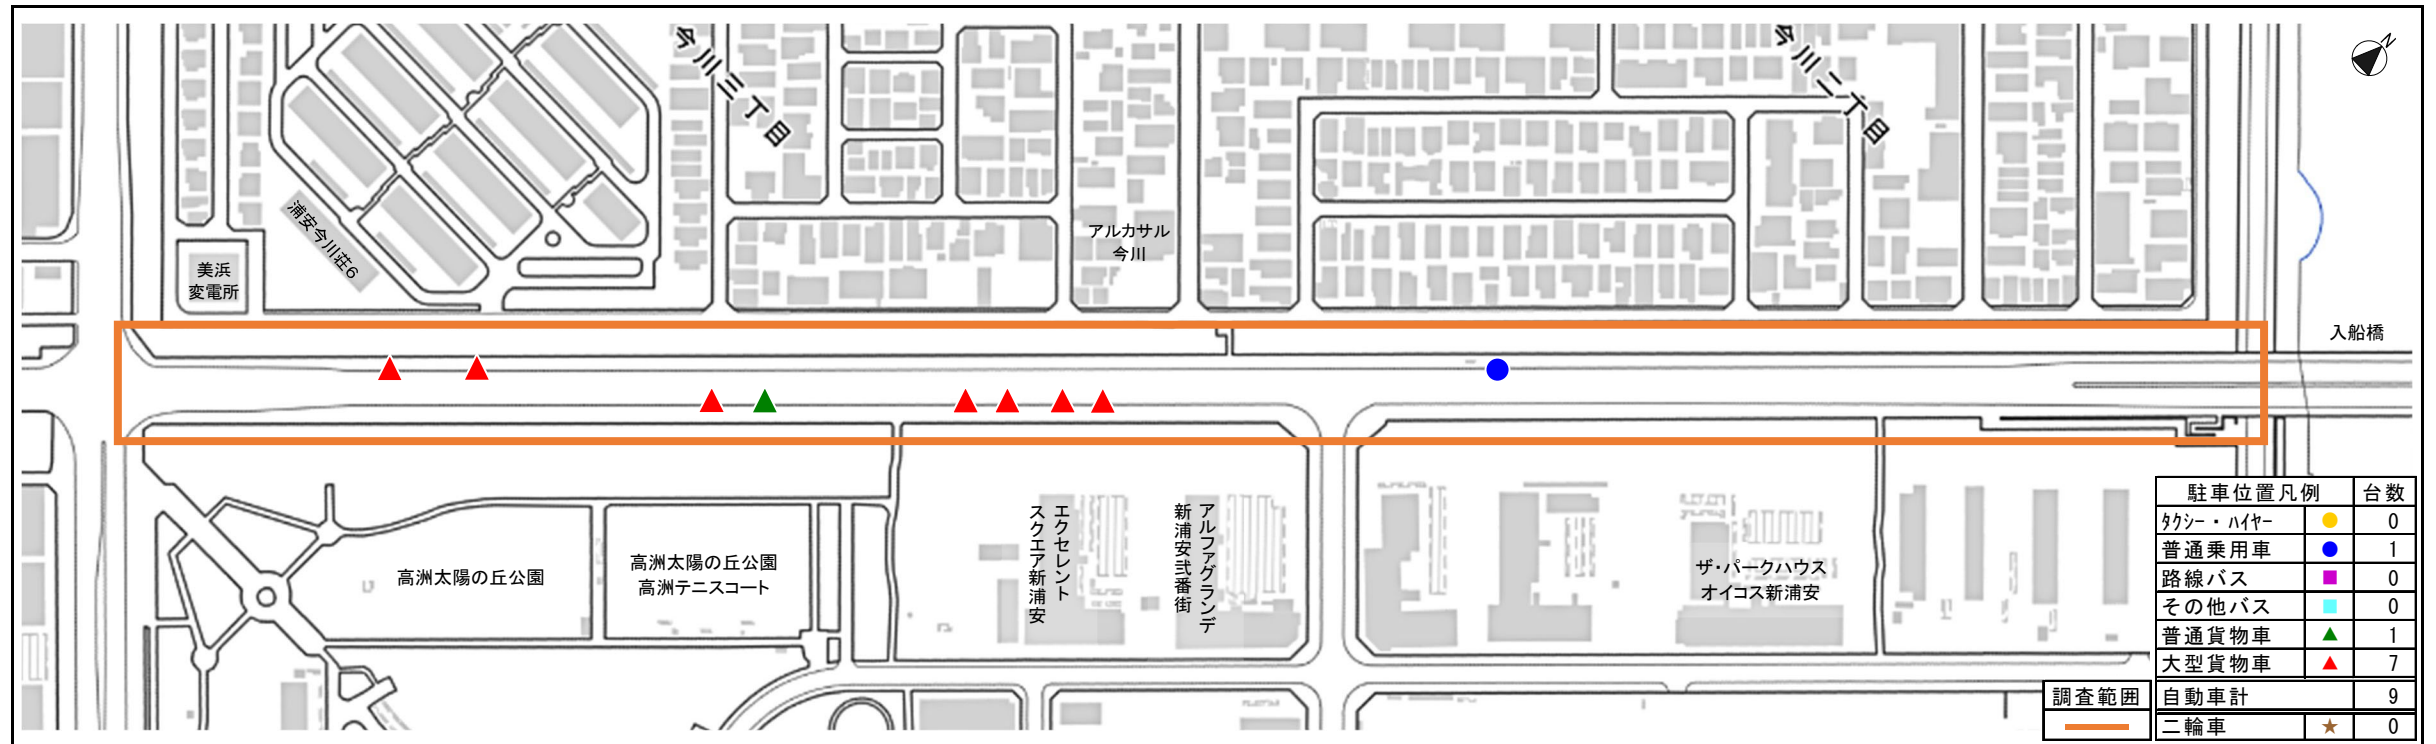 今川三丁目
今川二丁目
N
浦安今川荘6
美浜
変電所
アルカサル
今川
入船橋
高洲太陽の丘公園
高洲太陽の丘公園
高洲テニスコート
エクセレント
スクエア新浦安
アルファグランデ
新浦安弐番街
ザ・パークハウス
オイコス新浦安
駐車位置凡例 台数
タクシー・ハイヤー 0
普通乗用車 1
路線バス 0
その他バス 0
普通貨物車 1
大型貨物車 7
自動車計 9
二輪車 0
調査範囲